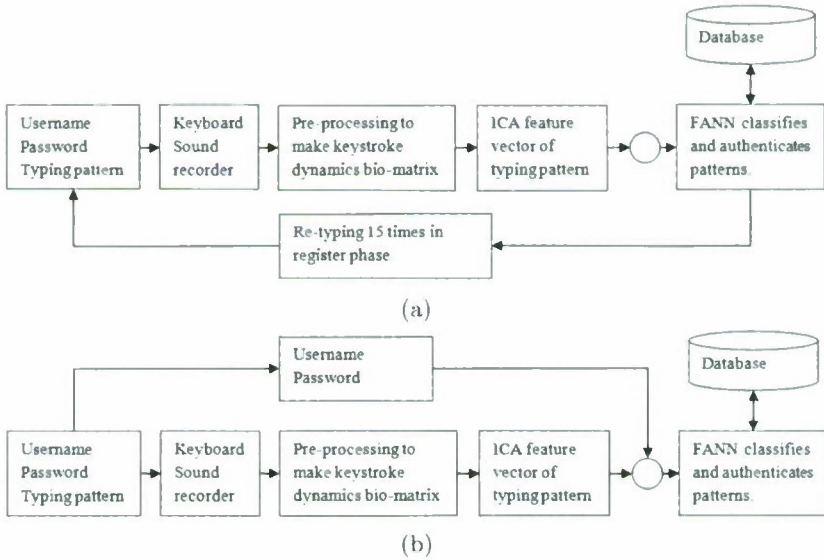 Database
Username
Password
Typing pattern
Keyboard
Sound
recorder
Pre-processing to
make keystroke
dynamics bio-matrix
ICA feature
vector of
typing pattern
FANN classifies
and authenticates
patterns.
Re-typing 15 times in
register phase
(a)
Username
Password
Database
Username
Password
Typing pattern
Keyboard
Sound
recorder
Pre-processing to
make keystroke
dynamics bio-matrix
ICA feature
vector of
typing pattern
FANN classifies
and authenticates
patterns.
(b)